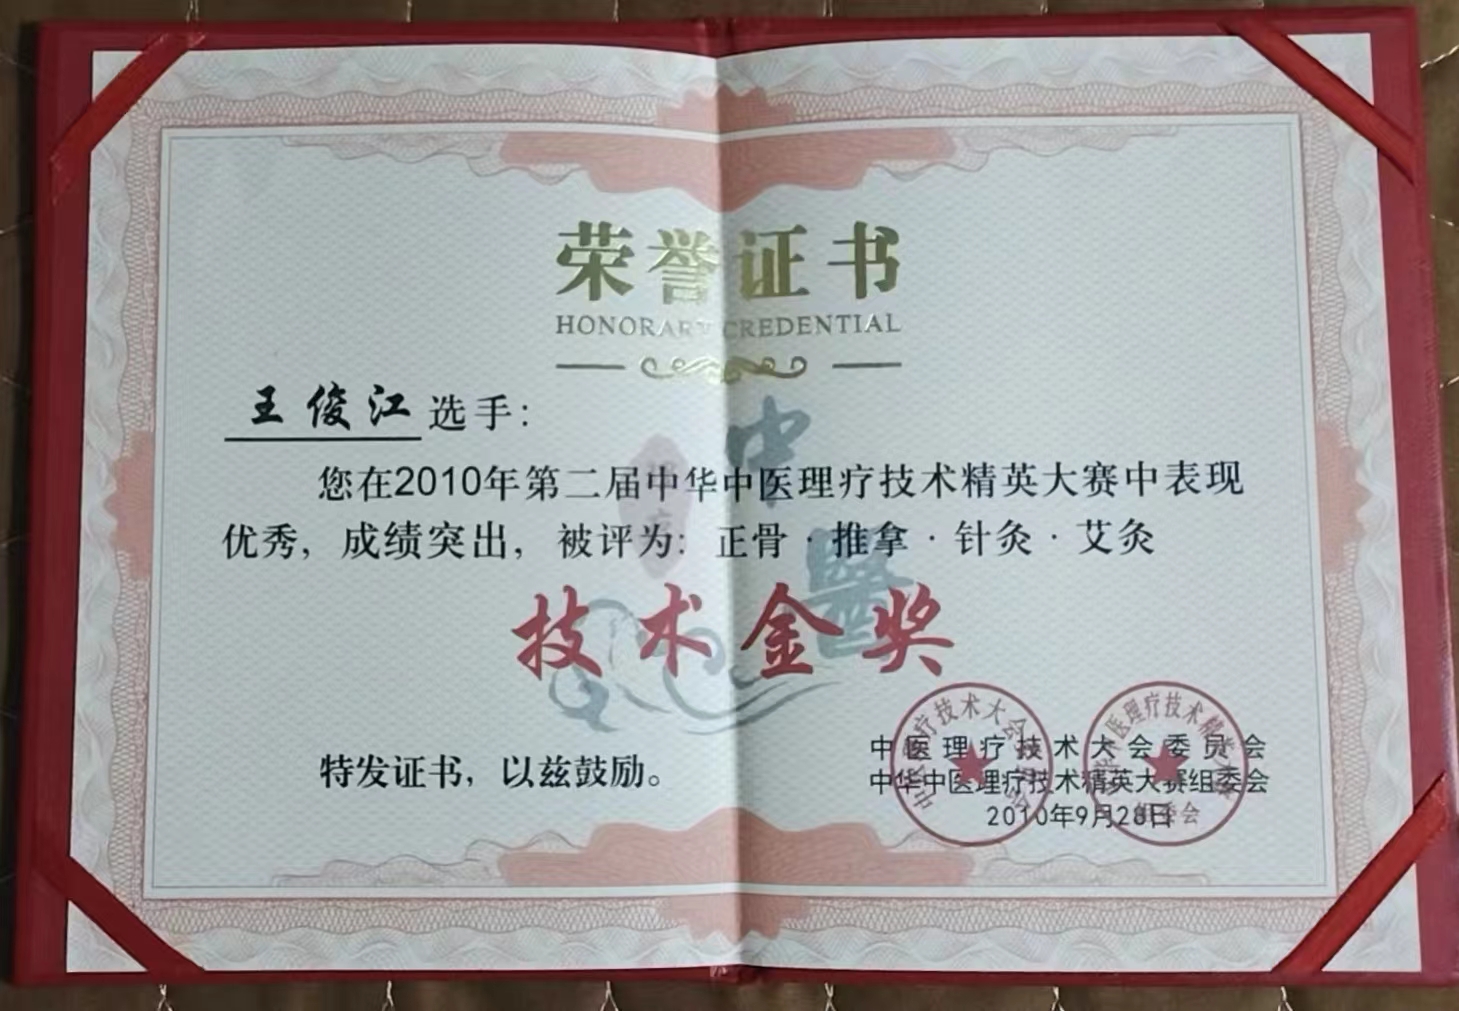 荣誉证书
HONORARY CREDENTIAL
王俊江 选手：
您在2010年第二届中华中医理疗技术精英大赛中表现
优秀，成绩突出，被评为：正骨·推拿·针灸·艾灸
技术金奖
特发证书，以兹鼓励。
中医理疗技术大会委员会
中华中医理疗技术精英大赛组委会
2010年9月28日
中醫
组委会